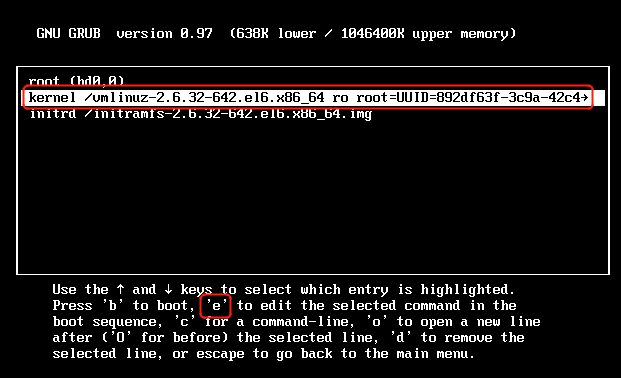 GNU GRUB  version 0.97  (638K lower / 1046400K upper memory)
root (hd0,0)
kernel /vmlinuz-2.6.32-642.el6.x86_64 ro root=UUID=892df63f-3c9a-42c4→
initrd /initramfs-2.6.32-642.el6.x86_64.img
Use the ↑ and ↓ keys to select which entry is highlighted.
Press 'b' to boot, 'e' to edit the selected command in the
boot sequence, 'c' for a command-line, 'o' to open a new line
after ('O' for before) the selected line, 'd' to remove the
selected line, or escape to go back to the main menu.